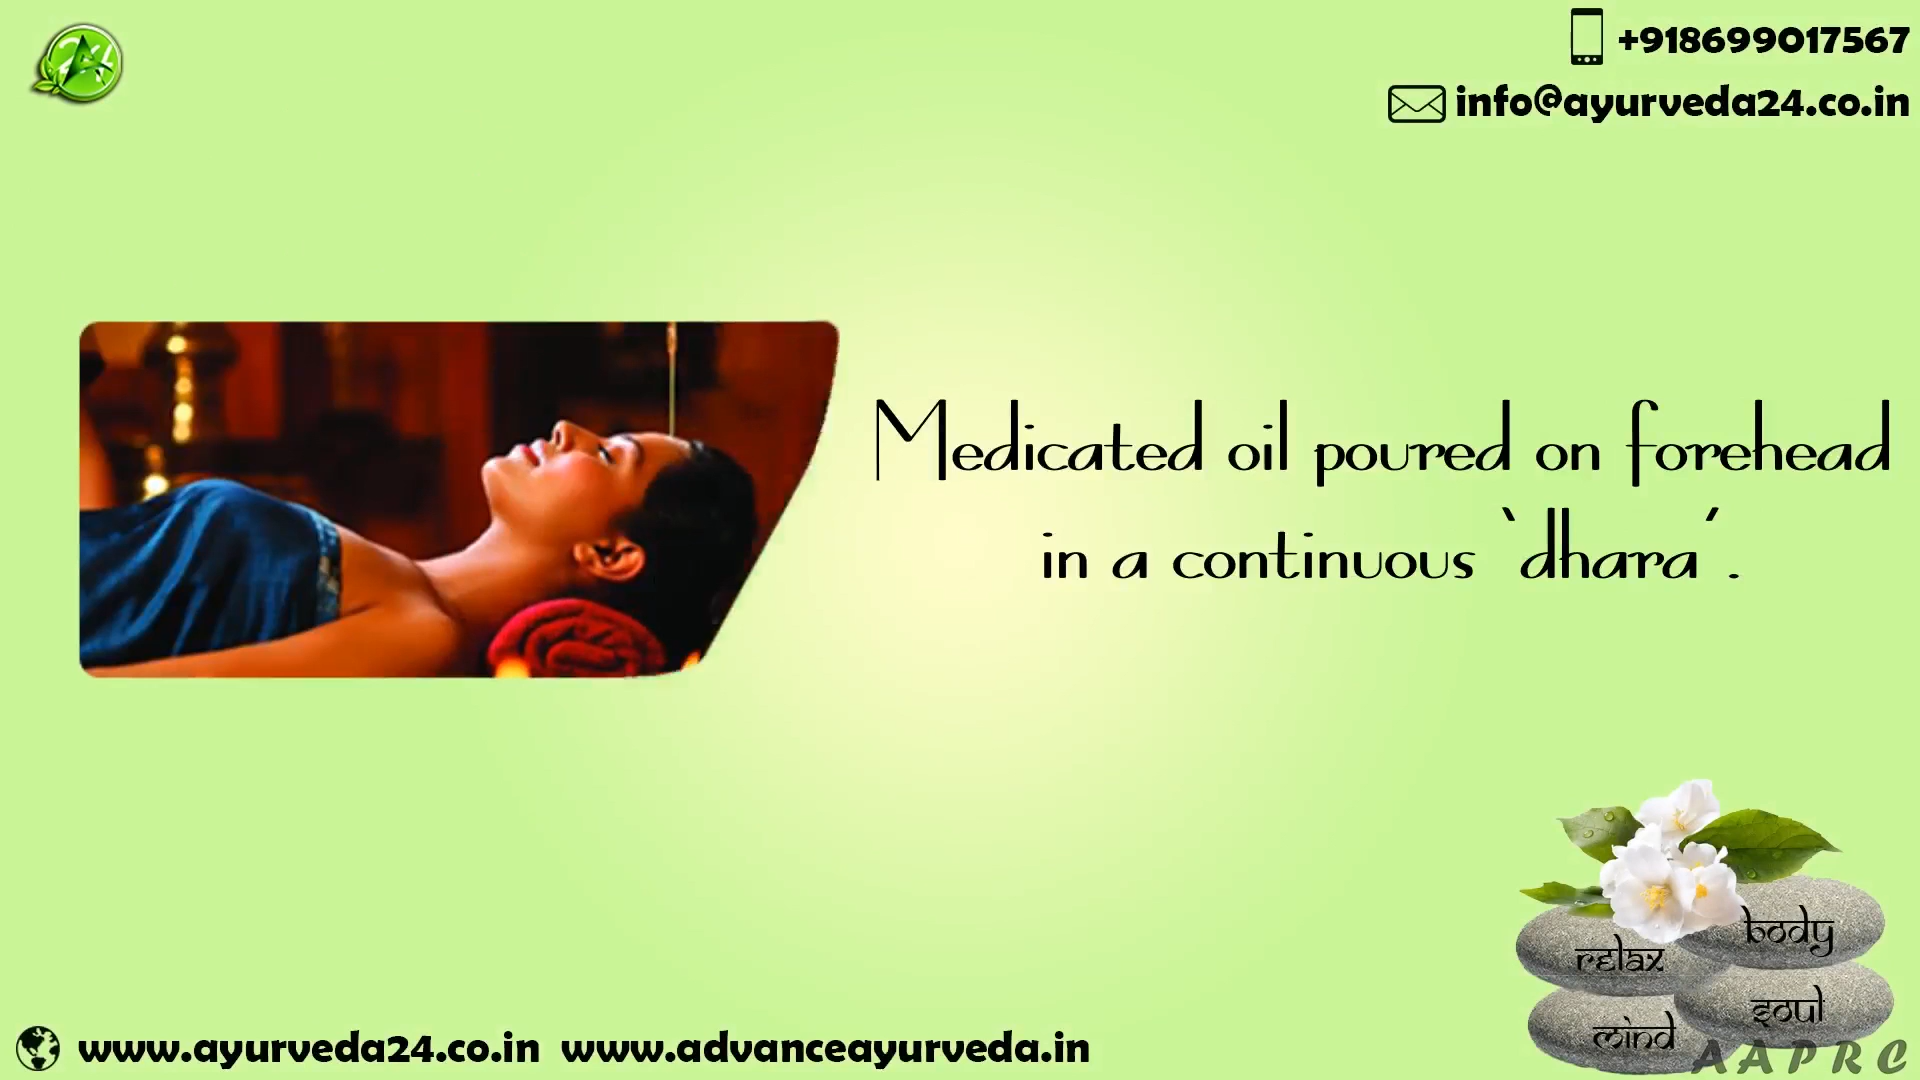 24
+918699017567
info@ayurveda24.co.in
Medicated oil poured on forehead
in a continuous `dhara´.
body
relax
soul
mind
AAPRC
www.ayurveda24.co.in www.advanceayurveda.in